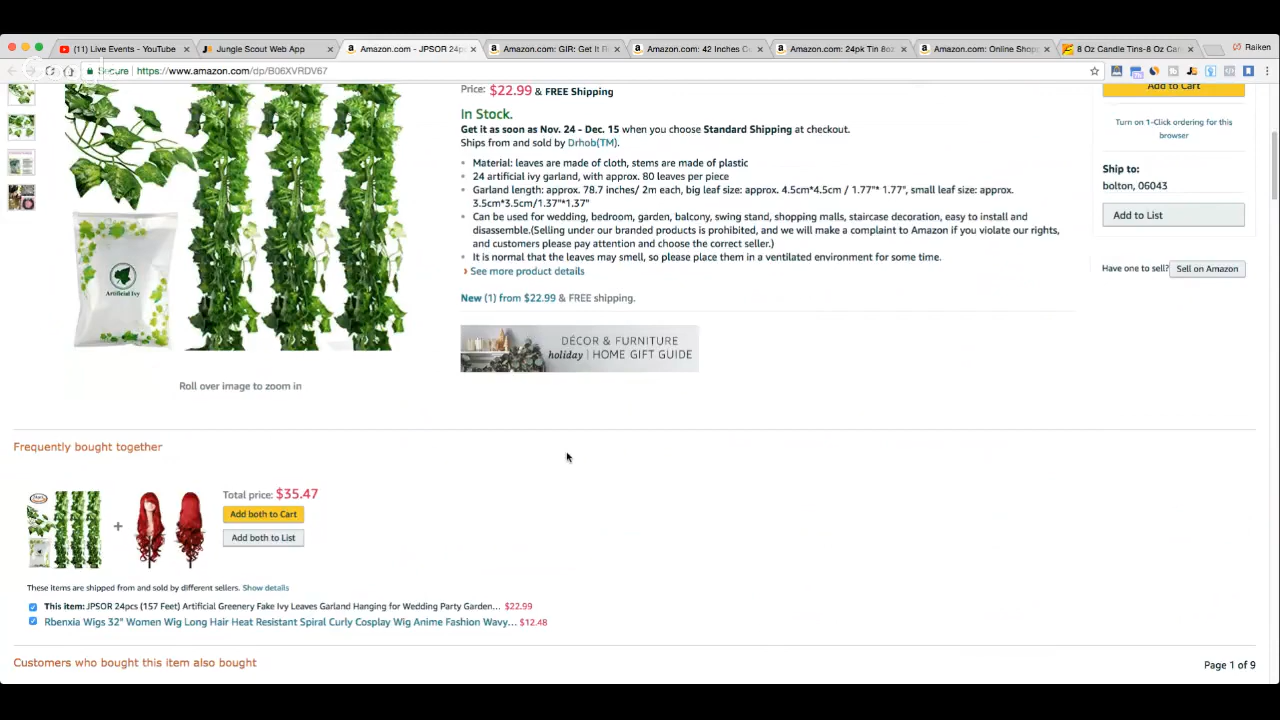 (11) Live Events - YouTube
Jungle Scout Web App
Amazon.com - JPSOR 24p
Amazon.com: GIR: Get It R
Amazon.com: 42 Inches C
Amazon.com: 24pk Tin 8oz
Amazon.com: Online Shop
8 Oz Candle Tins-8 Oz C
Raiken
Secure
https://www.amazon.com/dp/B06XVRDV67
Price: $22.99 & FREE Shipping
In Stock.
Get it as soon as Nov. 24 - Dec. 15 when you choose Standard Shipping at checkout.
Ships from and sold by Drhob(TM).
Material: leaves are made of cloth, stems are made of plastic
24 artificial ivy garland, with approx. 80 leaves per piece
Garland length: approx. 78.7 inches/ 2m each, big leaf size: approx. 4.5cm*4.5cm / 1.77"* 1.77", small leaf size: approx.
3.5cm*3.5cm/1.37"*1.37"
Can be used for wedding, bedroom, garden, balcony, swing stand, shopping malls, staircase decoration, easy to install and
disassemble.(Selling under our branded products is prohibited, and we will make a complaint to Amazon if you violate our rights,
and customers please pay attention and choose the correct seller.)
It is normal that the leaves may smell, so please place them in a ventilated environment for some time.
› See more product details
New (1) from $22.99 & FREE shipping.
DÉCOR & FURNITURE
holiday | HOME GIFT GUIDE
Add to Cart
Turn on 1-Click ordering for this
browser
Ship to:
bolton, 06043
Add to List
Have one to sell? Sell on Amazon
Artificial Ivy
Roll over image to zoom in
Frequently bought together
+
Total price: $35.47
Add both to Cart
Add both to List
These items are shipped from and sold by different sellers. Show details
This item: JPSOR 24pcs (157 Feet) Artificial Greenery Fake Ivy Leaves Garland Hanging for Wedding Party Garden... $22.99
Rbenxia Wigs 32" Women Wig Long Hair Heat Resistant Spiral Curly Cosplay Wig Anime Fashion Wavy... $12.48
Customers who bought this item also bought
Page 1 of 9